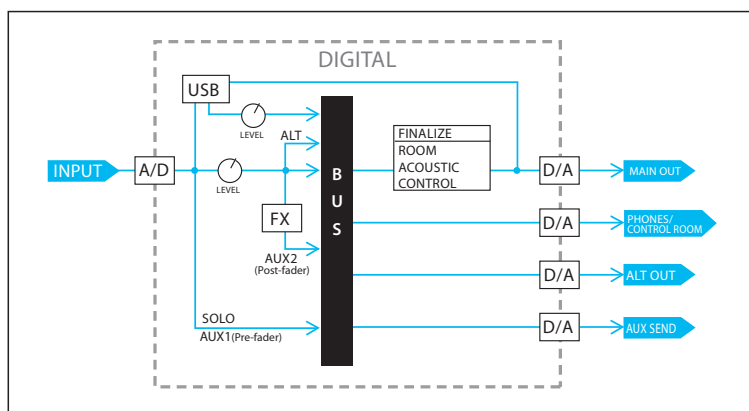 DIGITAL
USB
LEVEL
ALT
INPUT
A/D
LEVEL
FX
AUX2
(Post-fader)
SOLO
AUX1(Pre-fader)
BUS
FINALIZE
ROOM
ACOUSTIC
CONTROL
D/A
MAIN OUT
D/A
PHONES/
CONTROL ROOM
D/A
ALT OUT
D/A
AUX SEND